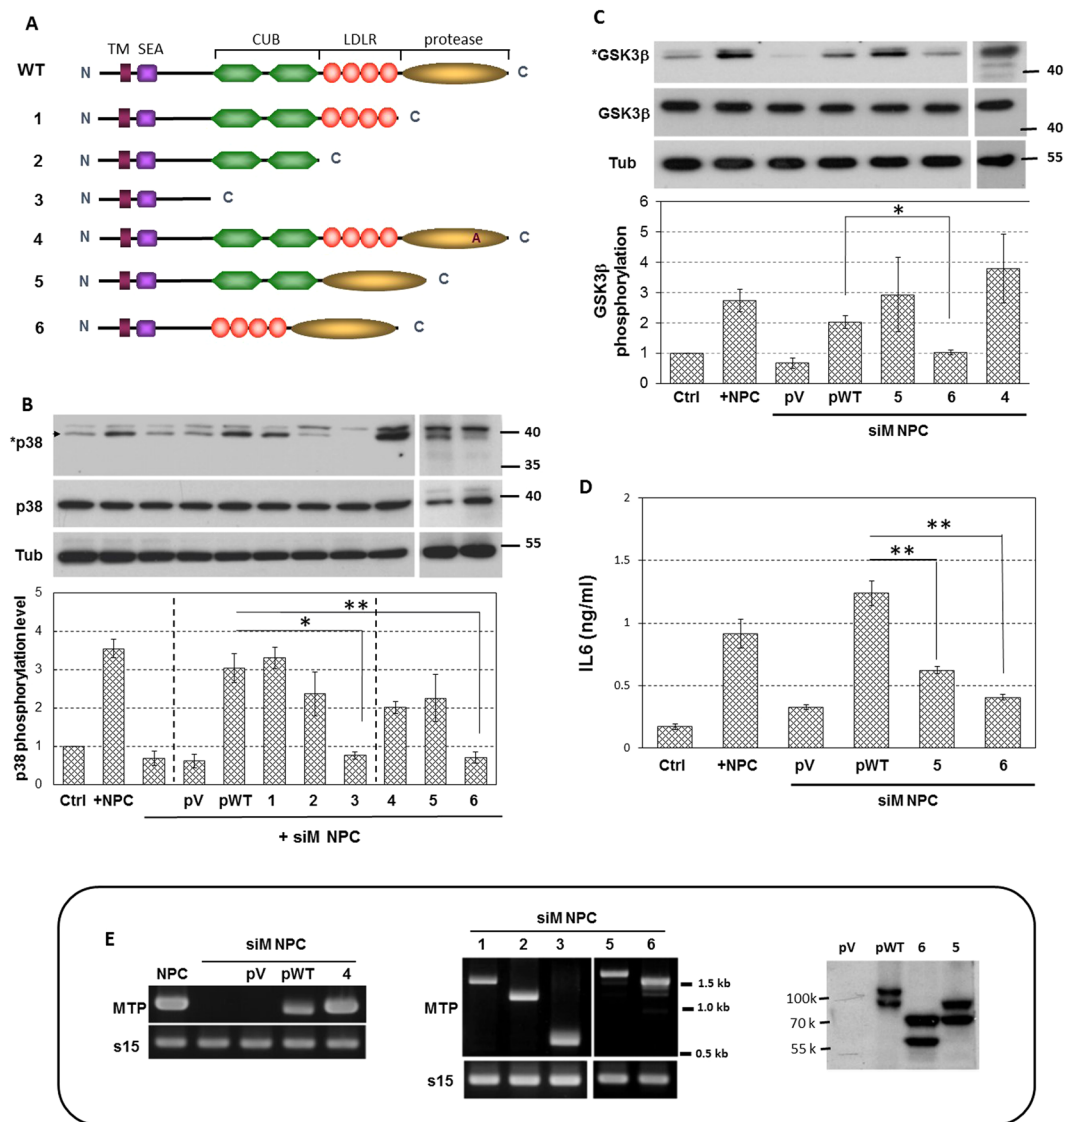 A
CUB LDLR protease
TM SEA
WT N C
1 N C
2 N C
3 N C
4 N A C
5 N C
6 N C
B
*p38 40
35
p38 40
Tub 55
p38 phosphorylation level
5
4
3
2
1
0
**
*
Ctrl +NPC pV pWT 1 2 3 4 5 6
+ siM NPC
C
*GSK3β 40
GSK3β 40
Tub 55
GSK3β
phosphorylation
6
5
4
3
2
1
0
*
Ctrl +NPC pV pWT 5 6 4
siM NPC
D
IL6 (ng/ml)
2
1.5
1
0.5
0
**
**
Ctrl +NPC pV pWT 5 6
siM NPC
E
siM NPC
NPC pV pWT 4
MTP
s15
siM NPC
1 2 3 5 6
MTP
1.5 kb
1.0 kb
0.5 kb
s15
pV pWT 6 5
100k
70 k
55 k